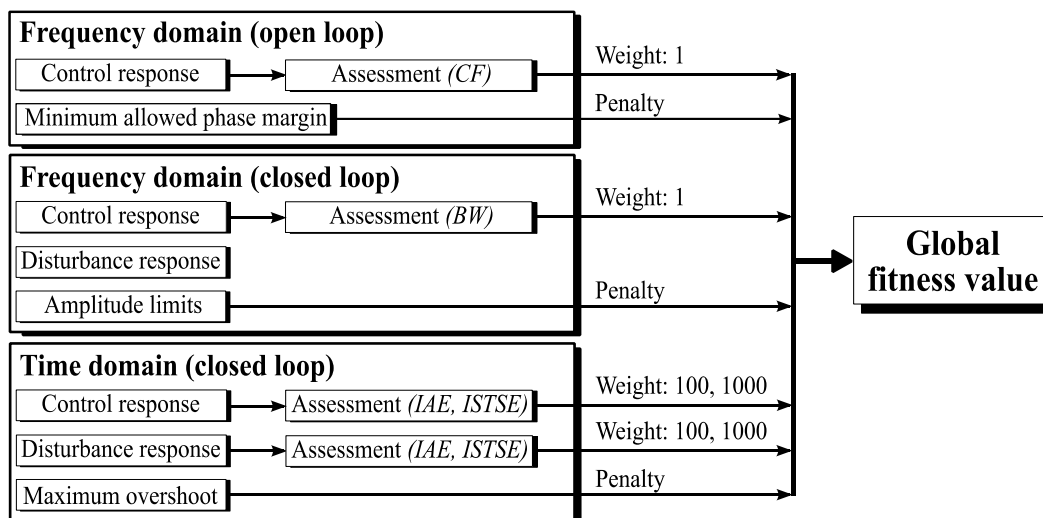 Frequency domain (open loop)
Control response
Assessment (CF)
Weight: 1
Minimum allowed phase margin
Penalty
Frequency domain (closed loop)
Control response
Assessment (BW)
Weight: 1
Disturbance response
Amplitude limits
Penalty
Time domain (closed loop)
Control response
Assessment (IAE, ISTSE)
Weight: 100, 1000
Disturbance response
Assessment (IAE, ISTSE)
Weight: 100, 1000
Maximum overshoot
Penalty
Global
fitness value